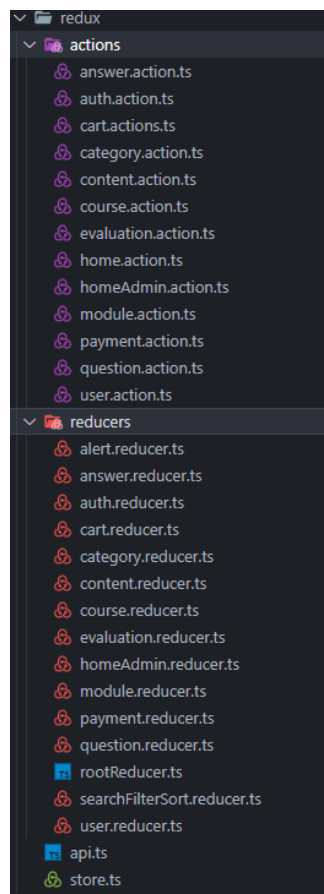 redux
actions
answer.action.ts
auth.action.ts
cart.actions.ts
category.action.ts
content.action.ts
course.action.ts
evaluation.action.ts
home.action.ts
homeAdmin.action.ts
module.action.ts
payment.action.ts
question.action.ts
user.action.ts
reducers
alert.reducer.ts
answer.reducer.ts
auth.reducer.ts
cart.reducer.ts
category.reducer.ts
content.reducer.ts
course.reducer.ts
evaluation.reducer.ts
homeAdmin.reducer.ts
module.reducer.ts
payment.reducer.ts
question.reducer.ts
TS rootReducer.ts
searchFilterSort.reducer.ts
user.reducer.ts
TS api.ts
store.ts